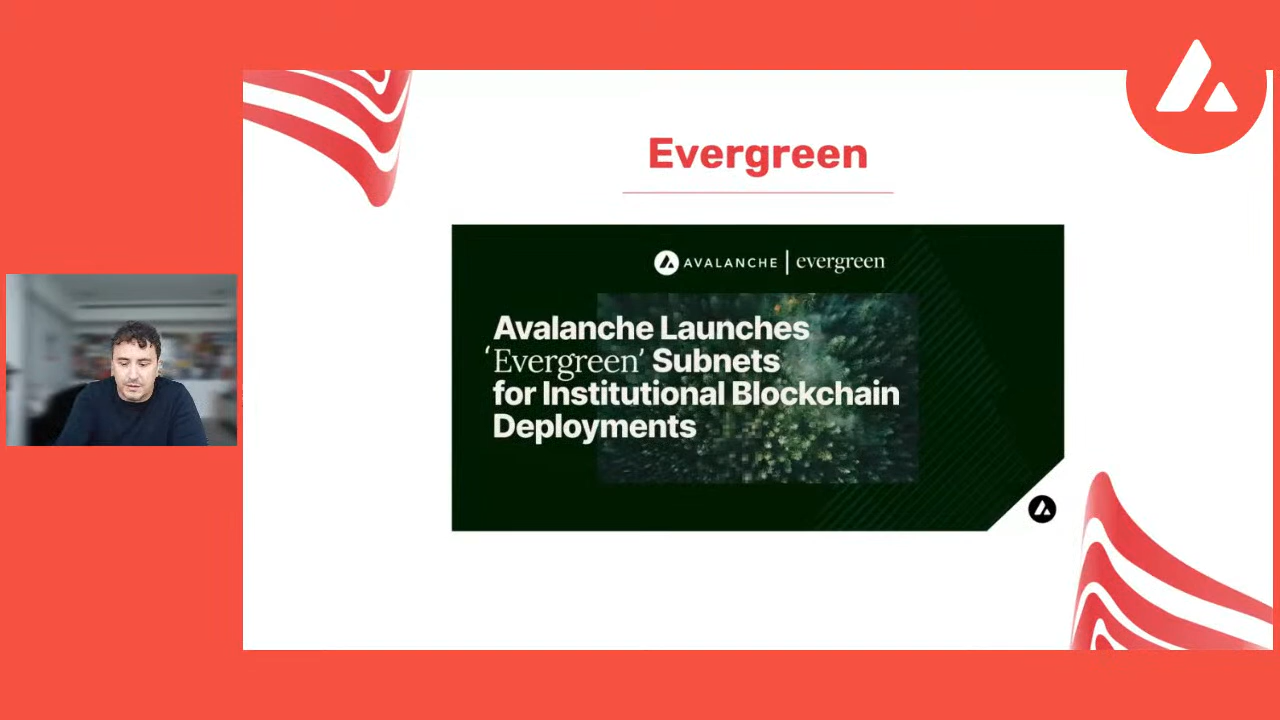 Evergreen
AVALANCHE | evergreen
Avalanche Launches
‘Evergreen’ Subnets
for Institutional Blockchain
Deployments